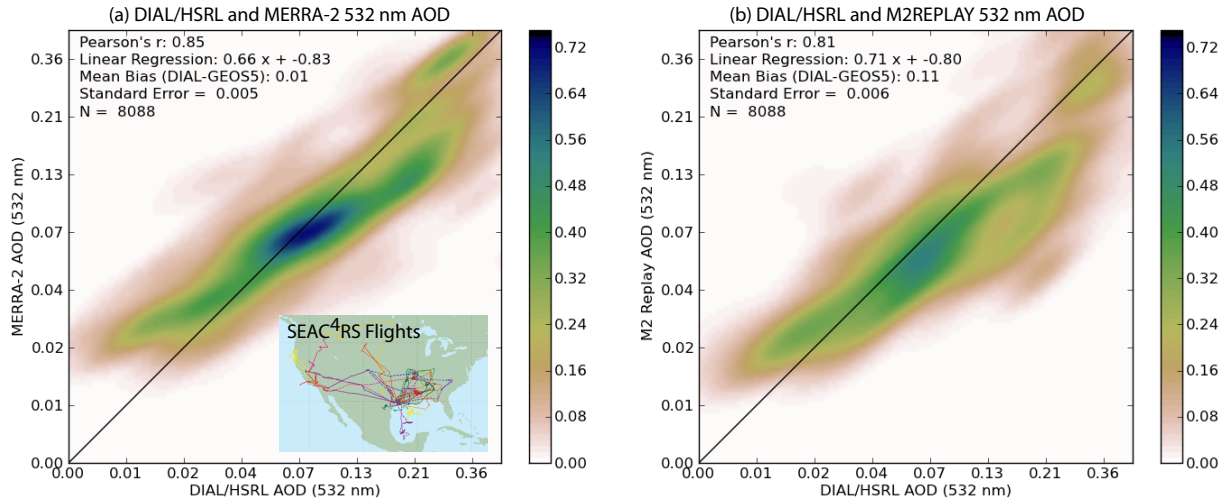 (a) DIAL/HSRL and MERRA-2 532 nm AOD
Pearson's r: 0.85
Linear Regression: 0.66 x + -0.83
Mean Bias (DIAL-GEOS5): 0.01
Standard Error =  0.005
N =  8088
MERRA-2 AOD (532 nm)
0.36
0.21
0.13
0.07
0.04
0.02
0.01
0.00
SEAC⁴RS Flights
0.00 0.01 0.04 0.07 0.13 0.21 0.36
DIAL/HSRL AOD (532 nm)
0.72
0.64
0.56
0.48
0.40
0.32
0.24
0.16
0.08
0.00
(b) DIAL/HSRL and M2REPLAY 532 nm AOD
Pearson's r: 0.81
Linear Regression: 0.71 x + -0.80
Mean Bias (DIAL-GEOS5): 0.11
Standard Error =  0.006
N =  8088
M2 Replay AOD (532 nm)
0.36
0.21
0.13
0.07
0.04
0.02
0.01
0.00
0.00 0.01 0.04 0.07 0.13 0.21 0.36
DIAL/HSRL AOD (532 nm)
0.72
0.64
0.56
0.48
0.40
0.32
0.24
0.16
0.08
0.00